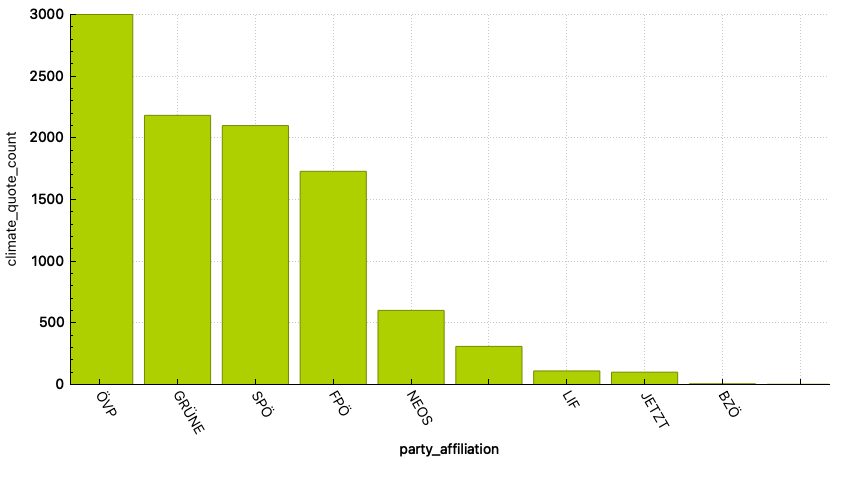 3000
2500
2000
1500
1000
500
0
climate_quote_count
ÖVP
GRÜNE
SPÖ
FPÖ
NEOS
LIF
JETZT
BZÖ
party_affiliation